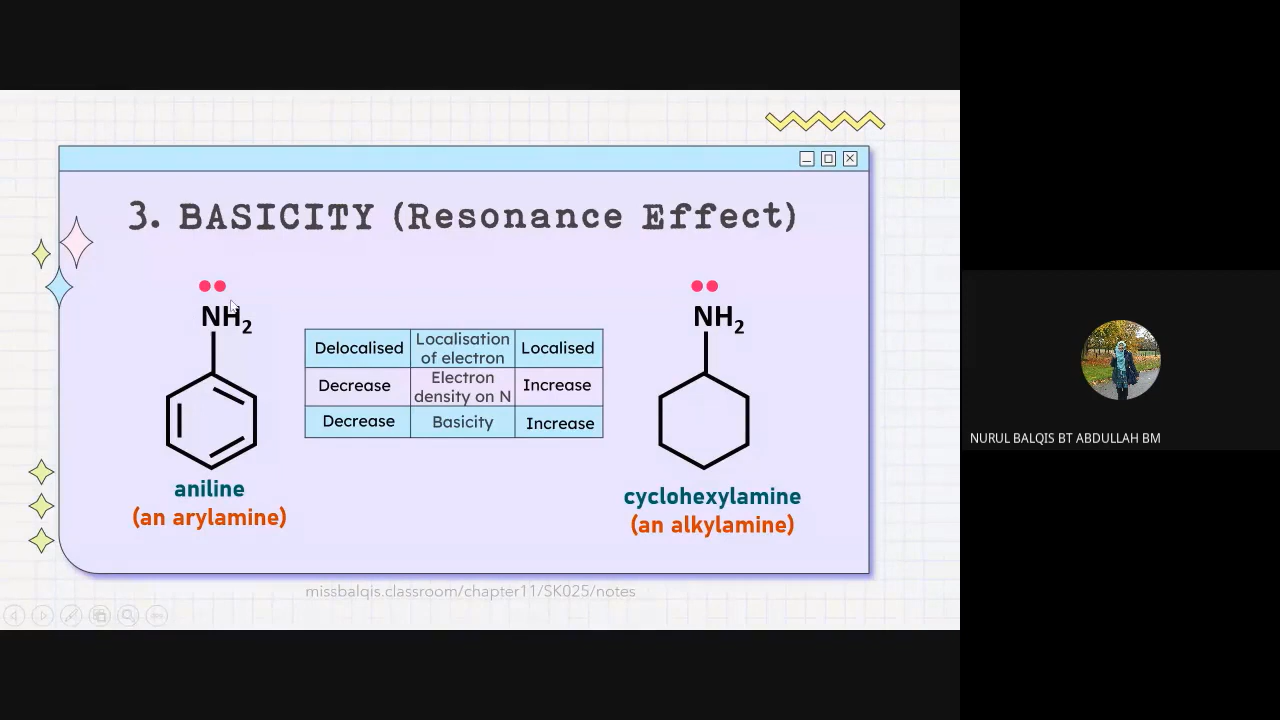 3. BASICITY (Resonance Effect)
NH2
NH2
Delocalised Localisation of electron Localised
Decrease Electron density on N Increase
Decrease Basicity Increase
aniline
(an arylamine)
cyclohexylamine
(an alkylamine)
missbalqis.classroom/chapter11/SK025/notes
NURUL BALQIS BT ABDULLAH BM